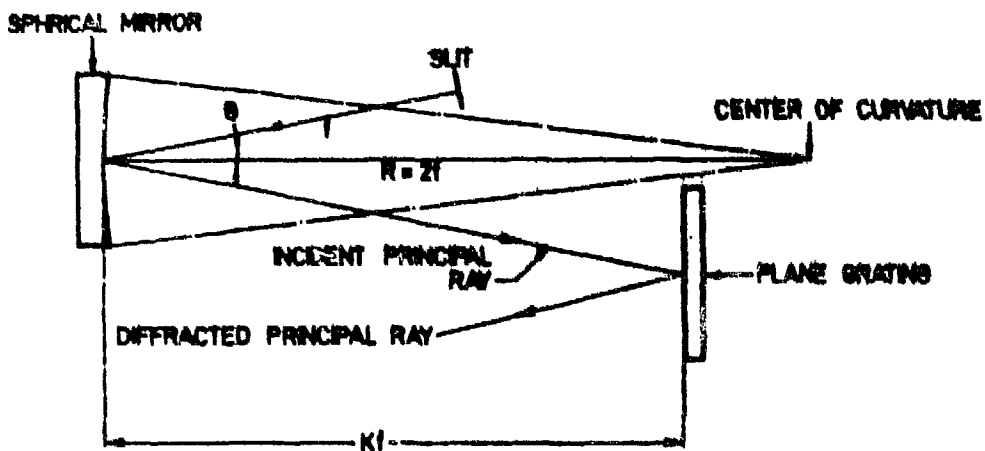 SPHRICAL MIRROR
SLIT
θ
f
CENTER OF CURVATURE
R = 2f
INCIDENT PRINCIPAL
RAY
PLANE GRATING
DIFFRACTED PRINCIPAL RAY
Kf